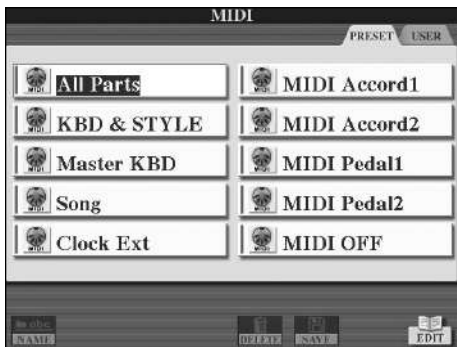 MIDI
PRESET USER
All Parts
MIDI Accord1
KBD & STYLE
MIDI Accord2
Master KBD
MIDI Pedal1
Song
MIDI Pedal2
Clock Ext
MIDI OFF
NAME DELETE SAVE EDIT